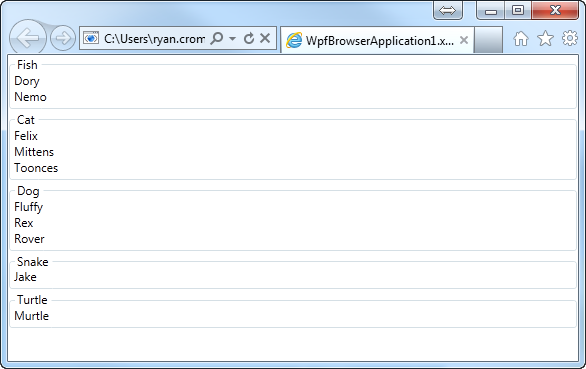 C:\Users\ryan.crom
WpfBrowserApplication1.x...
Fish
Dory
Nemo
Cat
Felix
Mittens
Toonces
Dog
Fluffy
Rex
Rover
Snake
Jake
Turtle
Murtle